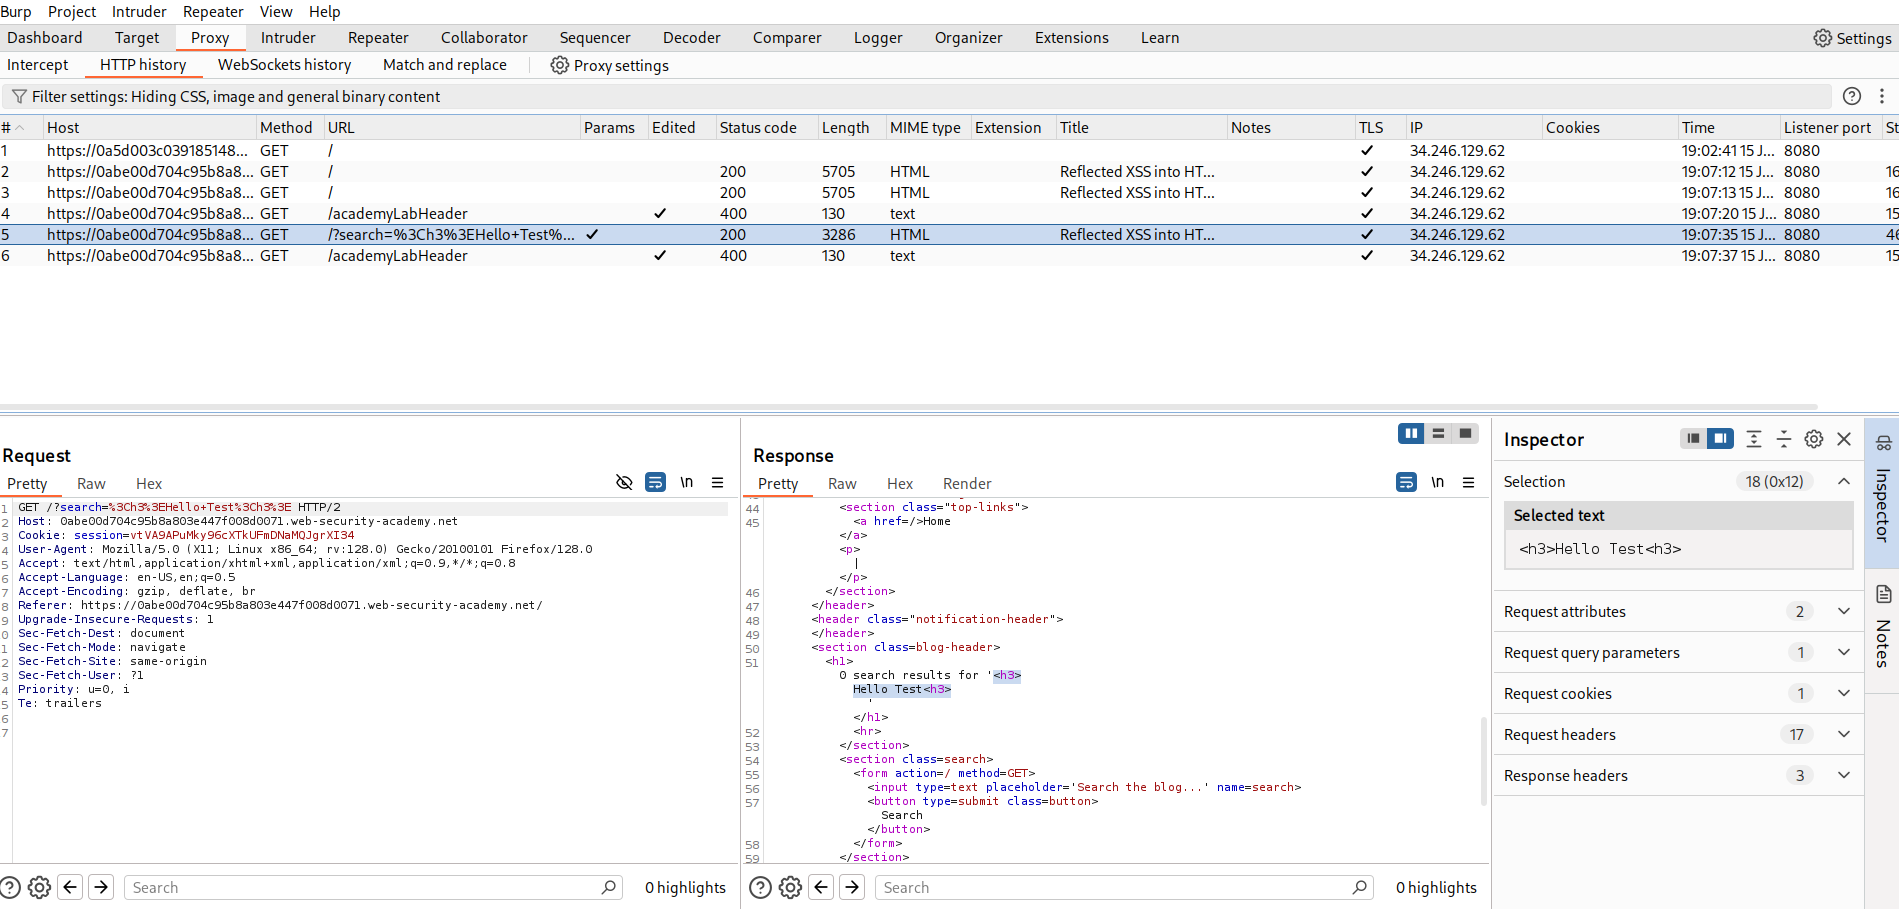 Burp Project Intruder Repeater View Help
Dashboard Target Proxy Intruder Repeater Collaborator Sequencer Decoder Comparer Logger Organizer Extensions Learn Settings
Intercept HTTP history WebSockets history Match and replace Proxy settings
Filter settings: Hiding CSS, image and general binary content
# Host Method URL Params Edited Status code Length MIME type Extension Title Notes TLS IP Cookies Time Listener port St
1 https://0a5d003c039185148... GET / ✓ 34.246.129.62 19:02:41 15 J... 8080
2 https://0abe00d704c95b8a8... GET / 200 5705 HTML Reflected XSS into HT... ✓ 34.246.129.62 19:07:12 15 J... 8080 16
3 https://0abe00d704c95b8a8... GET / 200 5705 HTML Reflected XSS into HT... ✓ 34.246.129.62 19:07:13 15 J... 8080 16
4 https://0abe00d704c95b8a8... GET /academyLabHeader ✓ 400 130 text ✓ 34.246.129.62 19:07:20 15 J... 8080 15
5 https://0abe00d704c95b8a8... GET /?search=%3Ch3%3EHello+Test%... ✓ 200 3286 HTML Reflected XSS into HT... ✓ 34.246.129.62 19:07:35 15 J... 8080 46
6 https://0abe00d704c95b8a8... GET /academyLabHeader ✓ 400 130 text ✓ 34.246.129.62 19:07:37 15 J... 8080 15
Request
Pretty Raw Hex \n
1 GET /?search=%3Ch3%3EHello+Test%3Ch3%3E HTTP/2
2 Host: 0abe00d704c95b8a803e447f008d0071.web-security-academy.net
3 Cookie: session=vtVA9APuMky96cXTkUFmDNaMQJgrXI34
4 User-Agent: Mozilla/5.0 (X11; Linux x86_64; rv:128.0) Gecko/20100101 Firefox/128.0
5 Accept: text/html,application/xhtml+xml,application/xml;q=0.9,*/*;q=0.8
6 Accept-Language: en-US,en;q=0.5
7 Accept-Encoding: gzip, deflate, br
8 Referer: https://0abe00d704c95b8a803e447f008d0071.web-security-academy.net/
9 Upgrade-Insecure-Requests: 1
0 Sec-Fetch-Dest: document
1 Sec-Fetch-Mode: navigate
2 Sec-Fetch-Site: same-origin
3 Sec-Fetch-User: ?1
4 Priority: u=0, i
5 Te: trailers
6
7
Search 0 highlights
Response
Pretty Raw Hex Render \n
44 <section class="top-links">
45 <a href=/>Home
</a>
<p>
|
</p>
46 </section>
47 </header>
48 <header class="notification-header">
49 </header>
50 <section class=blog-header>
51 <h1>
0 search results for '<h3>
Hello Test<h3>
'
</h1>
52 <hr>
53 </section>
54 <section class=search>
55 <form action=/ method=GET>
56 <input type=text placeholder='Search the blog...' name=search>
57 <button type=submit class=button>
Search
</button>
58 </form>
59 </section>
Search 0 highlights
Inspector
Selection 18 (0x12)
Selected text
<h3>Hello Test<h3>
Request attributes 2
Request query parameters 1
Request cookies 1
Request headers 17
Response headers 3
Inspector
Notes